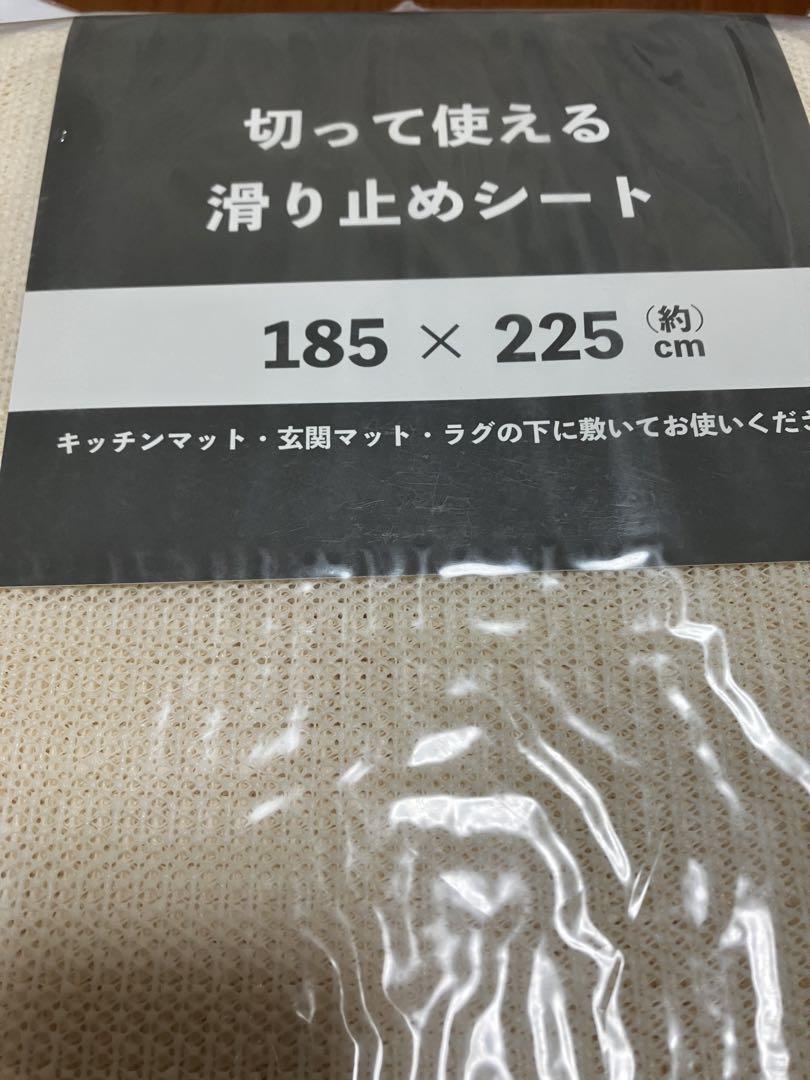 切って使える
滑り止めシート
185 × 225 (約) cm
キッチンマット・玄関マット・ラグの下に敷いてお使いくださ